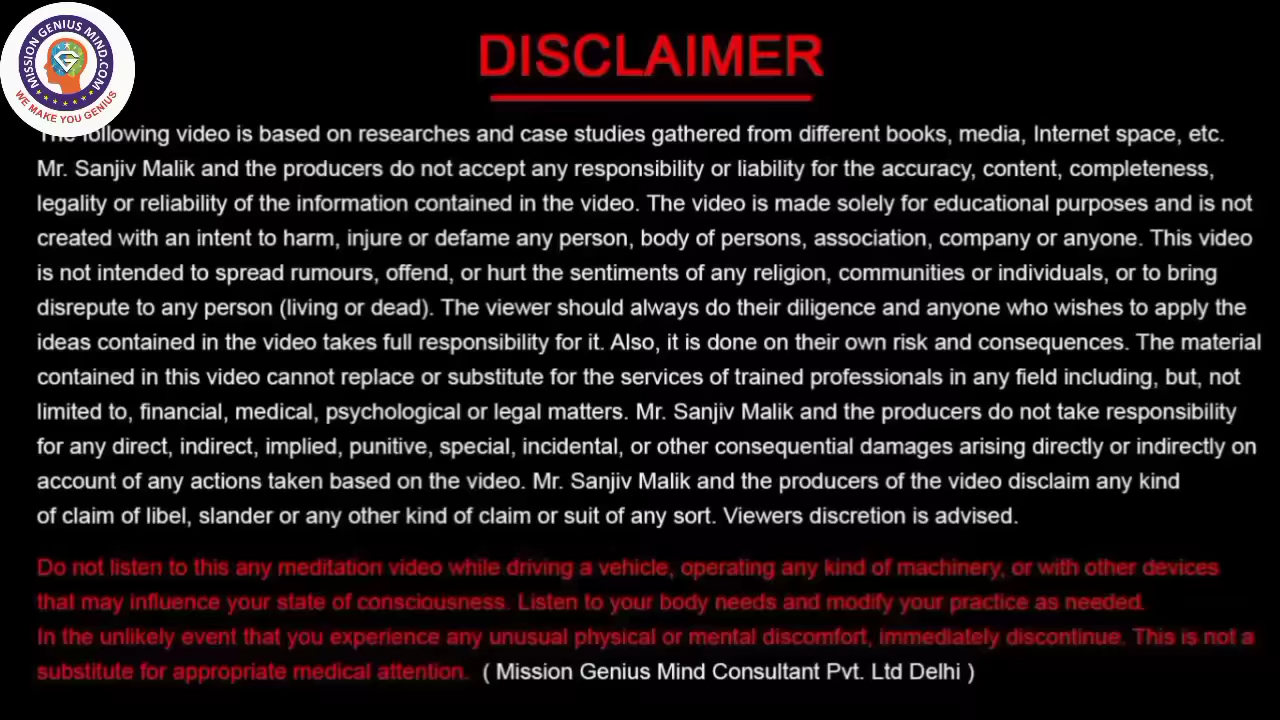 MISSION GENIUS MIND.COM
WE MAKE YOU GENIUS
DISCLAIMER
The following video is based on researches and case studies gathered from different books, media, Internet space, etc.
Mr. Sanjiv Malik and the producers do not accept any responsibility or liability for the accuracy, content, completeness,
legality or reliability of the information contained in the video. The video is made solely for educational purposes and is not
created with an intent to harm, injure or defame any person, body of persons, association, company or anyone. This video
is not intended to spread rumours, offend, or hurt the sentiments of any religion, communities or individuals, or to bring
disrepute to any person (living or dead). The viewer should always do their diligence and anyone who wishes to apply the
ideas contained in the video takes full responsibility for it. Also, it is done on their own risk and consequences. The material
contained in this video cannot replace or substitute for the services of trained professionals in any field including, but, not
limited to, financial, medical, psychological or legal matters. Mr. Sanjiv Malik and the producers do not take responsibility
for any direct, indirect, implied, punitive, special, incidental, or other consequential damages arising directly or indirectly on
account of any actions taken based on the video. Mr. Sanjiv Malik and the producers of the video disclaim any kind
of claim of libel, slander or any other kind of claim or suit of any sort. Viewers discretion is advised.
Do not listen to this any meditation video while driving a vehicle, operating any kind of machinery, or with other devices
that may influence your state of consciousness. Listen to your body needs and modify your practice as needed.
In the unlikely event that you experience any unusual physical or mental discomfort, immediately discontinue. This is not a
substitute for appropriate medical attention. ( Mission Genius Mind Consultant Pvt. Ltd Delhi )